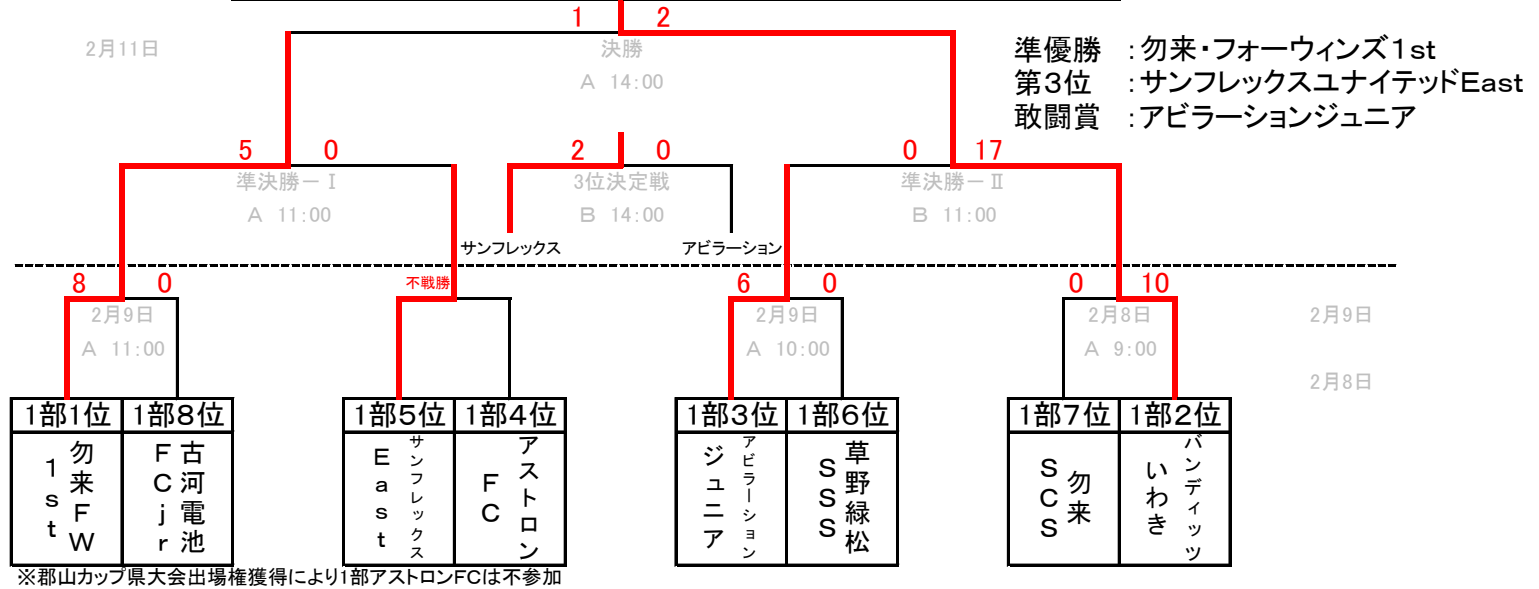 1 2
2月11日
決勝
A 14:00
準優勝 :勿来・フォーウィンズ1st
第3位 :サンフレックスユナイテッドEast
敢闘賞 :アビラーションジュニア
5 0
2 0
0 17
準決勝-Ⅰ
3位決定戦
準決勝-Ⅱ
A 11:00
B 14:00
B 11:00
サンフレックス
アビラーション
8 0
不戦勝
6 0
0 10
2月9日
2月9日
2月8日
2月9日
A 11:00
A 10:00
A 9:00
2月8日
1部1位
1部8位
1部5位
1部4位
1部3位
1部6位
1部7位
1部2位
勿来FW
1st
古河電池
FCjr
サンフレックス
East
アストロン
FC
アビラーション
ジュニア
草野緑松
SSS
勿来
SCS
バンディッツ
いわき
※郡山カップ県大会出場権獲得により1部アストロンFCは不参加